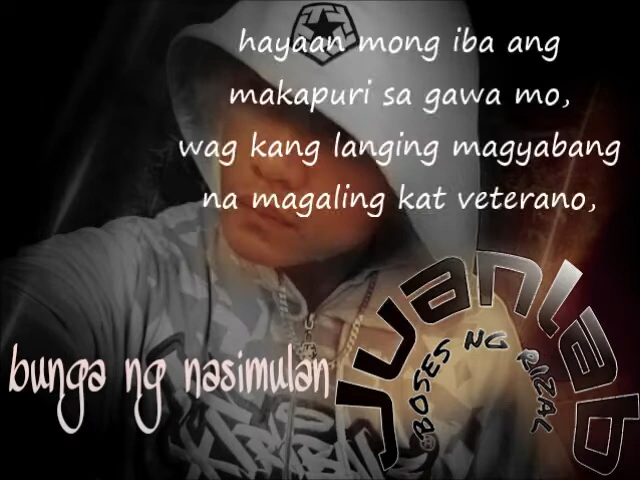 hayaan mong iba ang
makapuri sa gawa mo,
wag kang langing magyabang
na magaling kat veterano,
bunga ng nasimulan
Juanlab
BOSES NG RIZAL